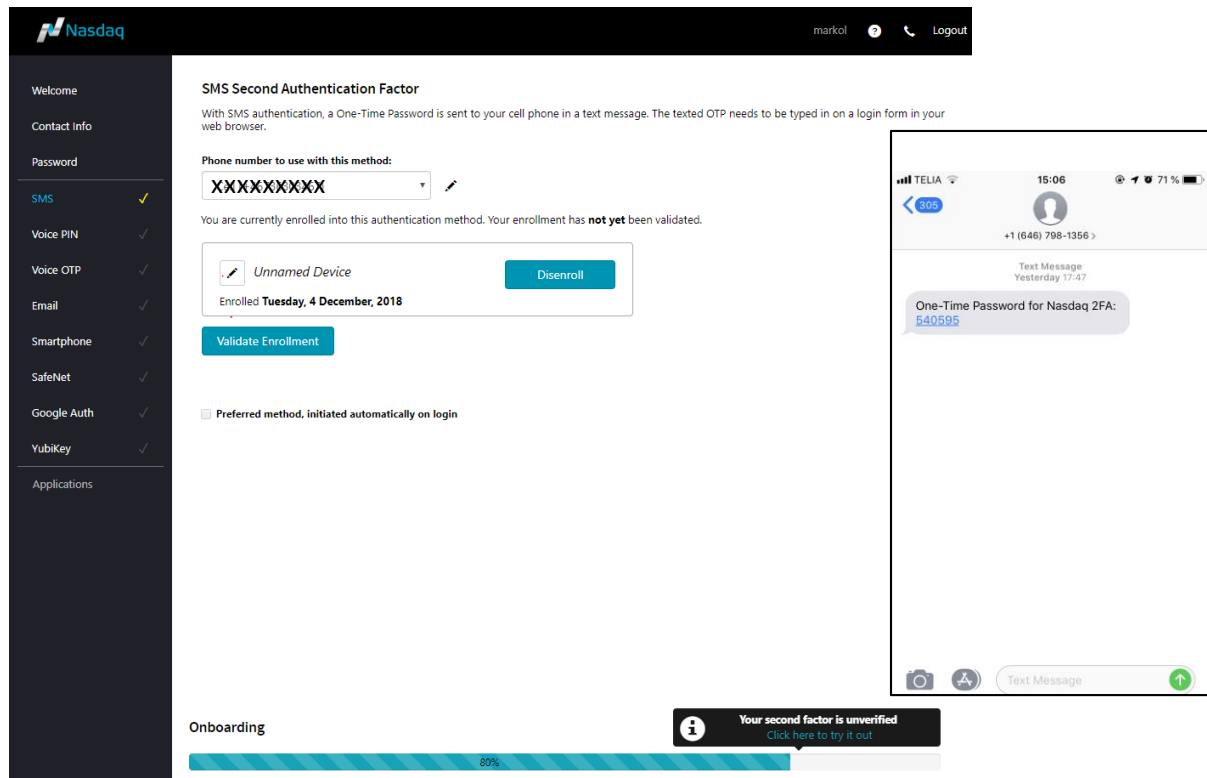 Nasdaq
markol
?
Logout
Welcome
Contact Info
Password
SMS
Voice PIN
Voice OTP
Email
Smartphone
SafeNet
Google Auth
YubiKey
Applications
SMS Second Authentication Factor
With SMS authentication, a One-Time Password is sent to your cell phone in a text message. The texted OTP needs to be typed in on a login form in your
web browser.
Phone number to use with this method:
XXXXXXXXX
You are currently enrolled into this authentication method. Your enrollment has not yet been validated.
Unnamed Device
Disenroll
Enrolled Tuesday, 4 December, 2018
Validate Enrollment
Preferred method, initiated automatically on login
Onboarding
Your second factor is unverified
Click here to try it out
80%
TELIA
15:06
71 %
305
+1 (646) 798-1356 >
Text Message
Yesterday 17:47
One-Time Password for Nasdaq 2FA:
540595
Text Message